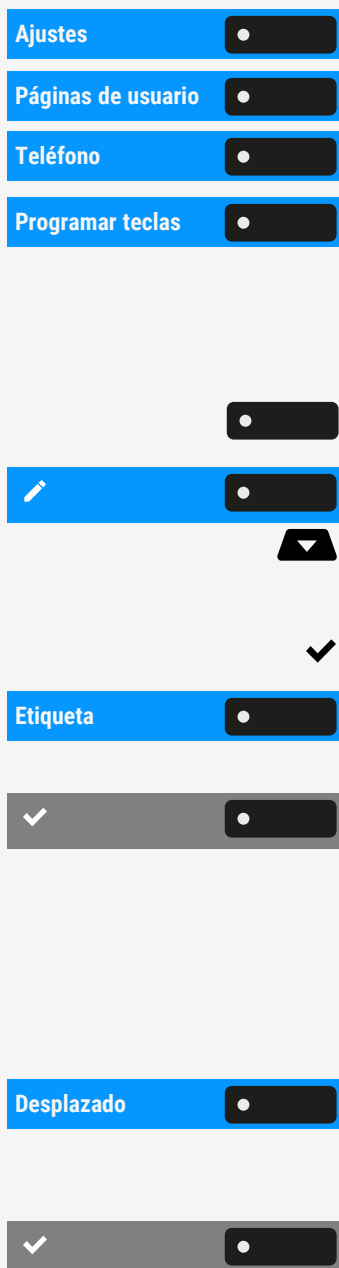 Ajustes
Páginas de usuario
Teléfono
Programar teclas
Etiqueta
Desplazado